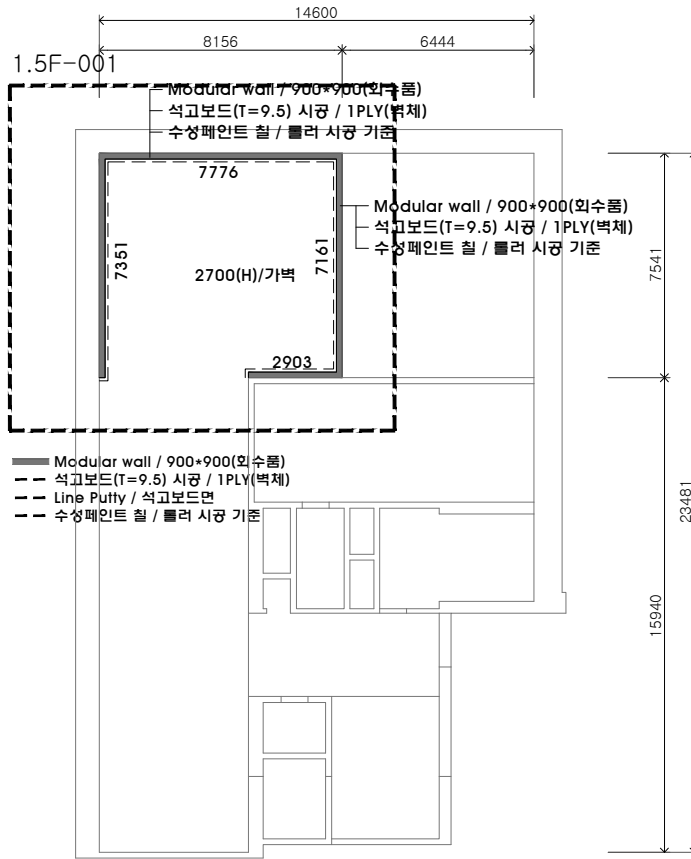 14600
8156
6444
1.5F-001
Modular wall / 900*900(회수품)
석고보드(T=9.5) 시공 / 1PLY(벽체)
수성페인트 칠 /롤러 시공 기준
7776
Modular wall / 900*900(회수품)
석고보드(T=9.5) 시공 / 1PLY(벽체)
수성페인트 칠 / 롤러 시공 기준
7351
7161
7541
2700(H)/가벽
2903
Modular wall / 900*900(회수품)
석고보드(T=9.5) 시공 / 1PLY(벽체)
Line Putty / 석고보드면
수성페인트 칠 / 롤러 시공 기준
23481
15940